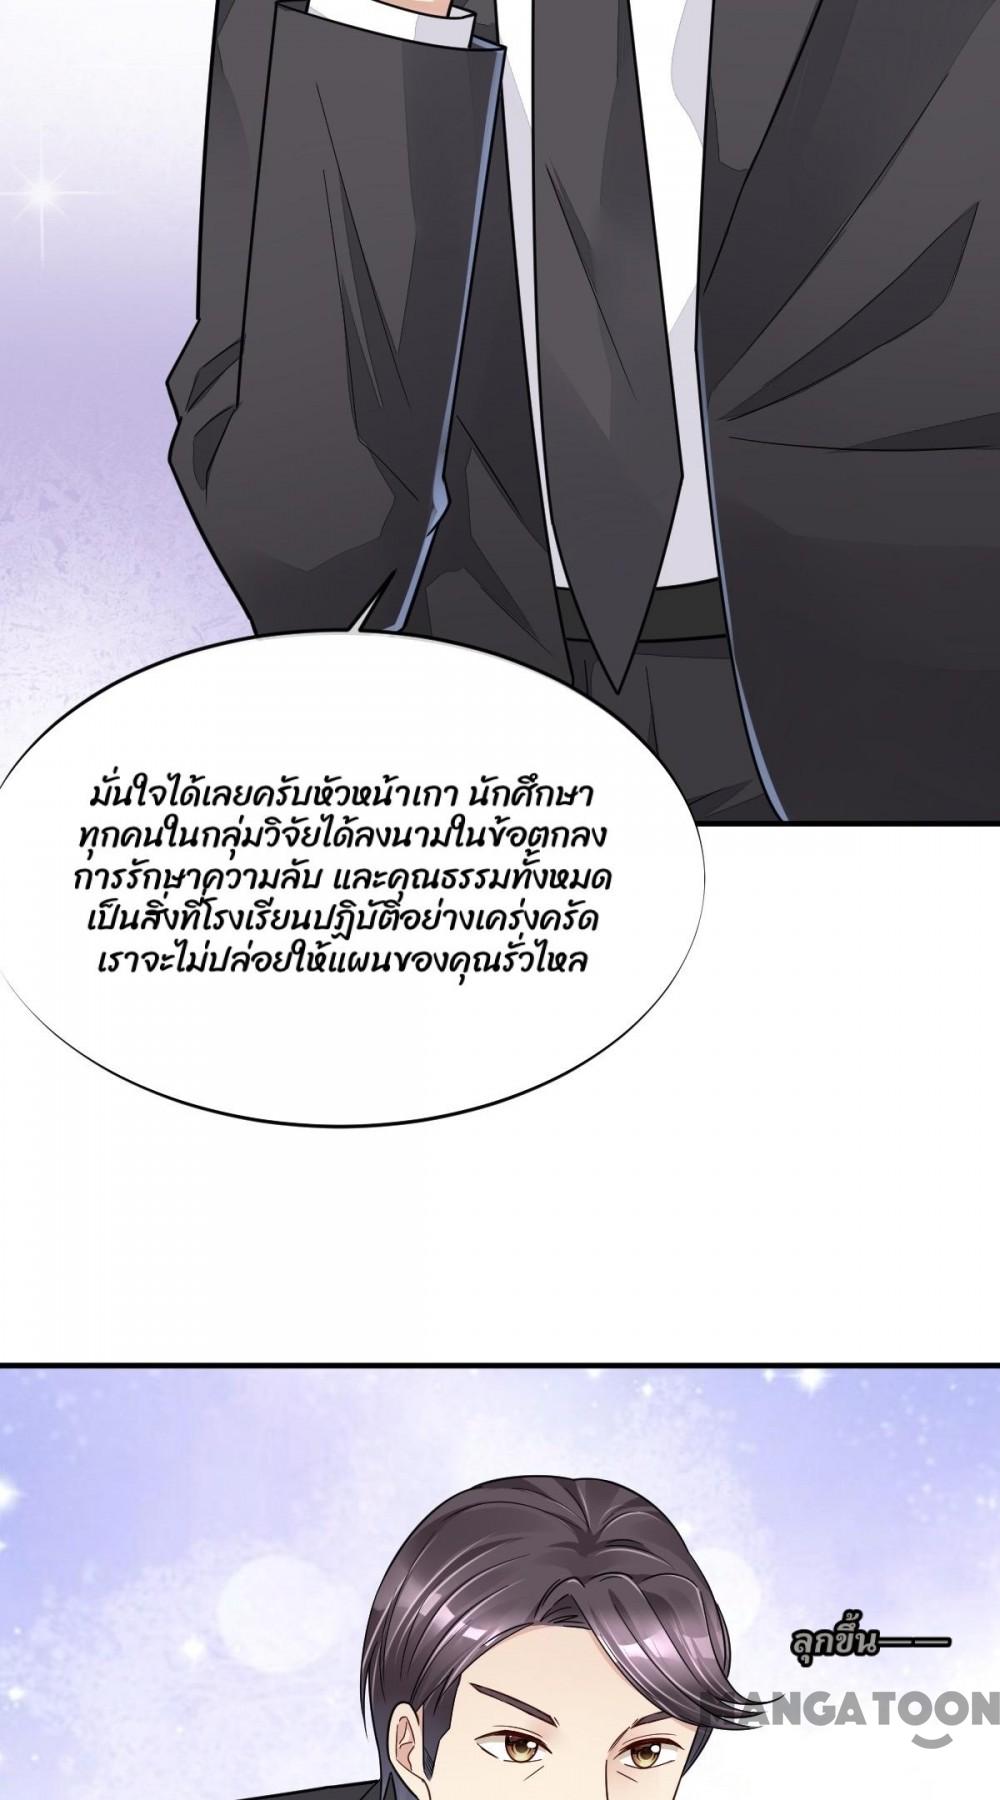 มั่นใจได้เลยครับหัวหน้าเกา นักศึกษา
ทุกคนในกลุ่มวิจัยได้ลงนามในข้อตกลง
การรักษาความลับ และคุณธรรมทั้งหมด
เป็นสิ่งที่โรงเรียนปฏิบัติอย่างเคร่งครัด
เราจะไม่ปล่อยให้แผนของคุณรั่วไหล
ลุกขึ้น——
MANGATOON